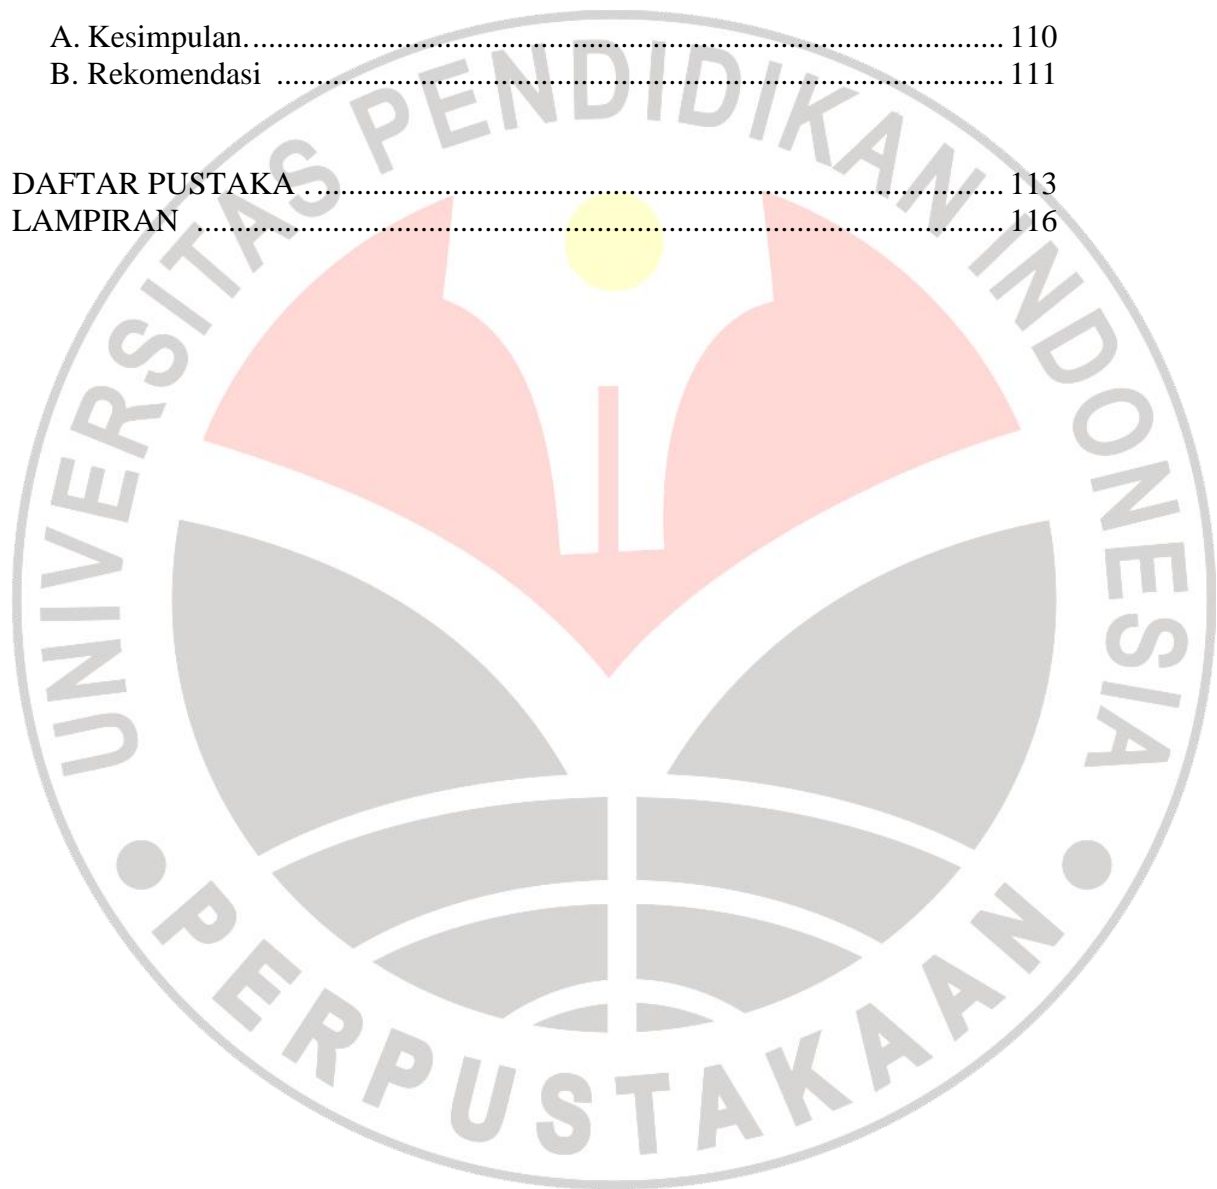 A. Kesimpulan............................................................................................... 110
B. Rekomendasi ............................................................................................ 111
DAFTAR PUSTAKA . ...................................................................................... 113
LAMPIRAN ...................................................................................................... 116
UNIVERSITAS PENDIDIKAN INDONESIA
PERPUSTAKAAN